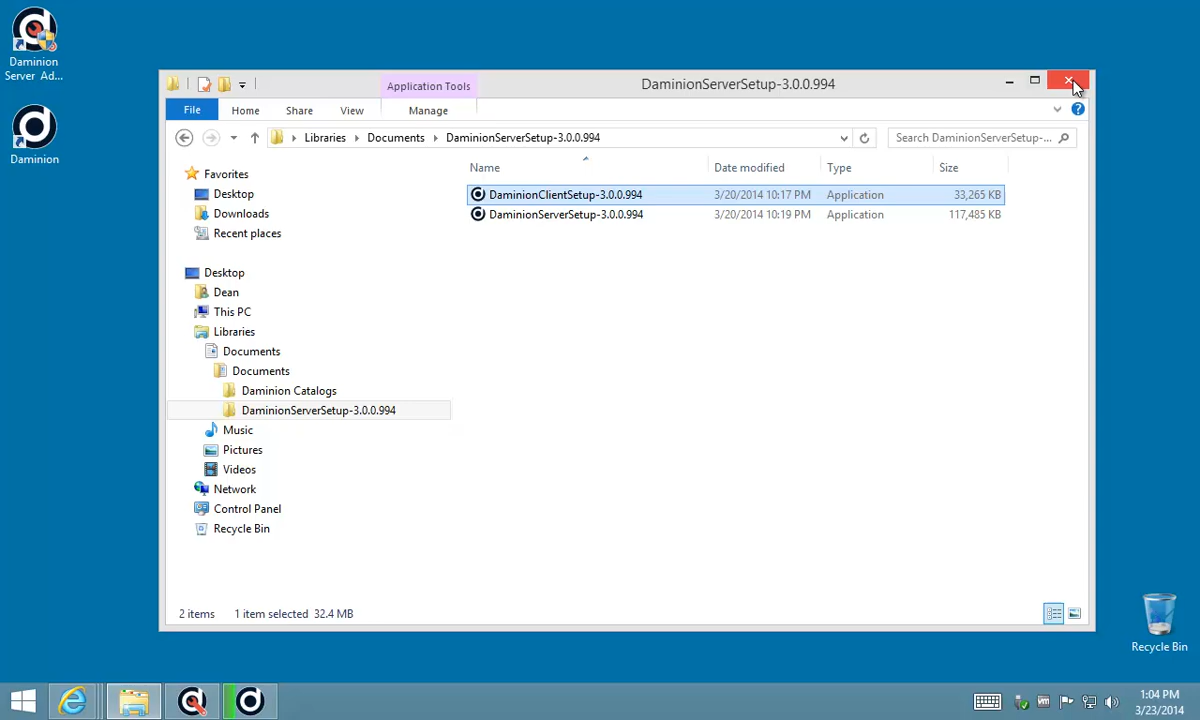 Daminion
Server Ad...
Daminion
DaminionServerSetup-3.0.0.994
Application Tools
File
Home
Share
View
Manage
Libraries
Documents
DaminionServerSetup-3.0.0.994
Search DaminionServerSetup-...
Name
Date modified
Type
Size
DaminionClientSetup-3.0.0.994
3/20/2014 10:17 PM
Application
33,265 KB
DaminionServerSetup-3.0.0.994
3/20/2014 10:19 PM
Application
117,485 KB
Favorites
Desktop
Downloads
Recent places
Desktop
Dean
This PC
Libraries
Documents
Documents
Daminion Catalogs
DaminionServerSetup-3.0.0.994
Music
Pictures
Videos
Network
Control Panel
Recycle Bin
2 items
1 item selected 32.4 MB
Recycle Bin
1:04 PM
3/23/2014